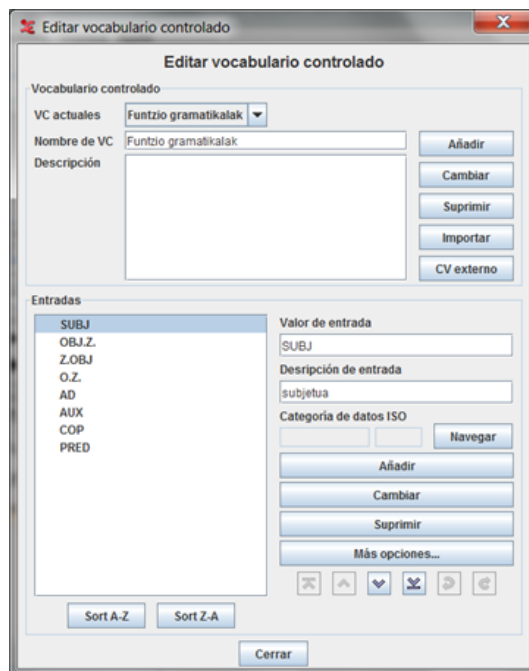 Editar vocabulario controlado
Editar vocabulario controlado
Vocabulario controlado
VC actuales Funtzio gramatikalak
Nombre de VC Funtzio gramatikalak Añadir
Descripción
Cambiar
Suprimir
Importar
CV externo
Entradas
SUBJ
OBJ.Z.
Z.OBJ
O.Z.
AD
AUX
COP
PRED
Valor de entrada
SUBJ
Desripción de entrada
subjetua
Categoría de datos ISO
Navegar
Añadir
Cambiar
Suprimir
Más opciones...
Sort A-Z Sort Z-A
Cerrar